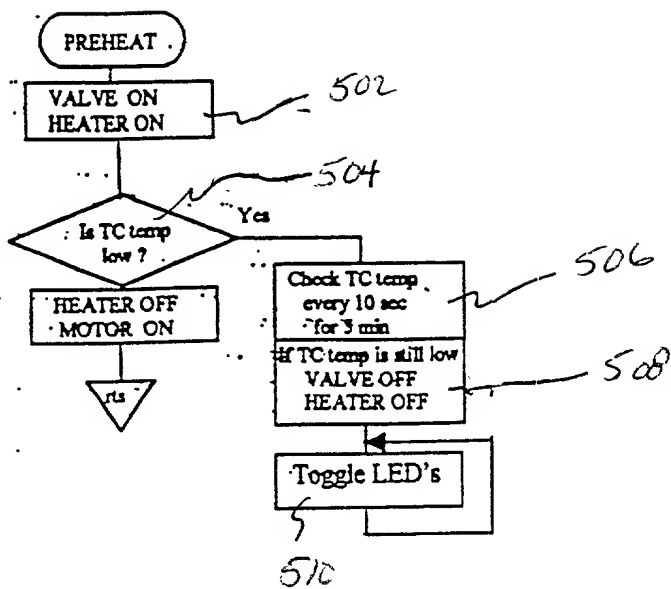 PREHEAT
VALVE ON
HEATER ON
502
504
Is TC temp
low ?
Yes
HEATER OFF
MOTOR ON
rts
Check TC temp
every 10 sec
for 3 min
506
If TC temp is still low
VALVE OFF
HEATER OFF
508
Toggle LED's
510